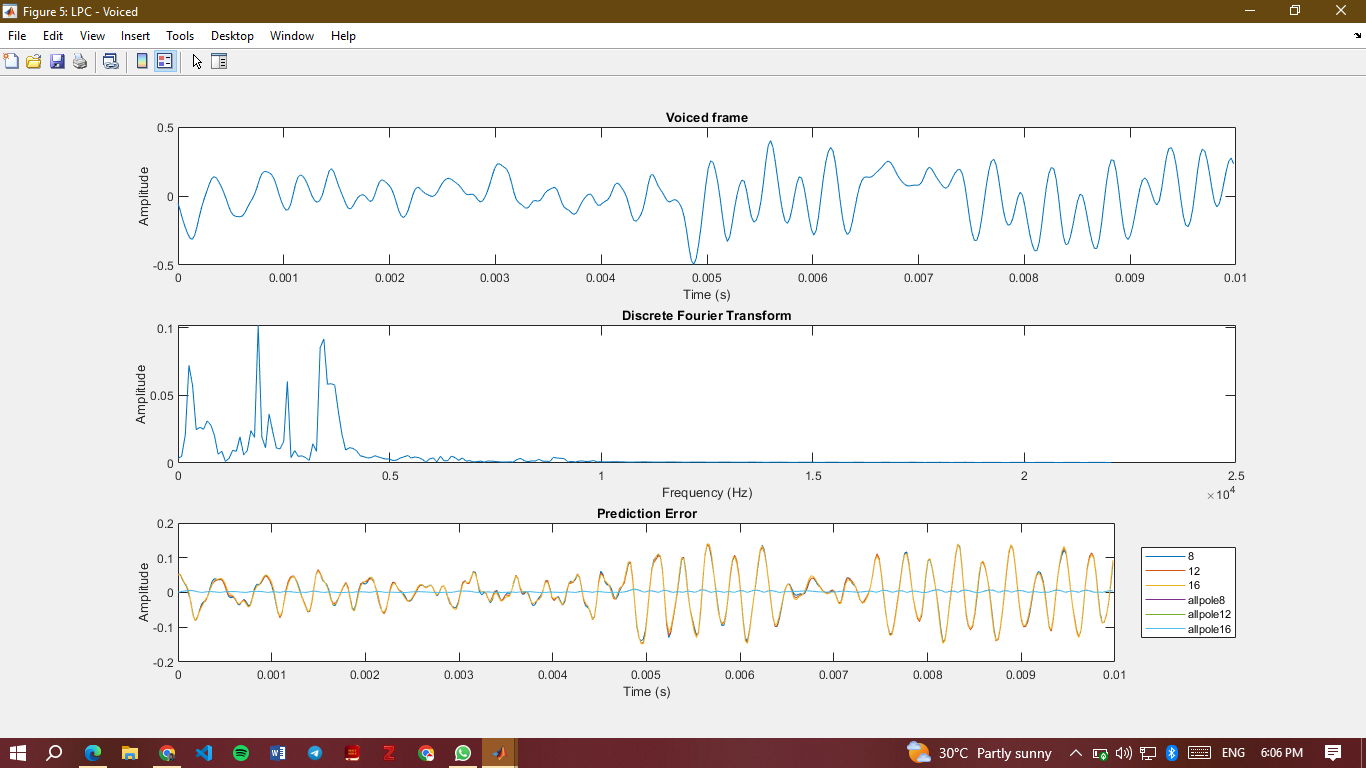 Figure 5: LPC - Voiced
File Edit View Insert Tools Desktop Window Help
Voiced frame
0.5
0
-0.5
Amplitude
0 0.001 0.002 0.003 0.004 0.005 0.006 0.007 0.008 0.009 0.01
Time (s)
Discrete Fourier Transform
0.1
0.05
0
Amplitude
0 0.5 1 1.5 2 2.5
×10^4
Frequency (Hz)
Prediction Error
0.2
0.1
0
-0.1
-0.2
Amplitude
0 0.001 0.002 0.003 0.004 0.005 0.006 0.007 0.008 0.009 0.01
Time (s)
8
12
16
allpole8
allpole12
allpole16
30°C Partly sunny ENG 6:06 PM